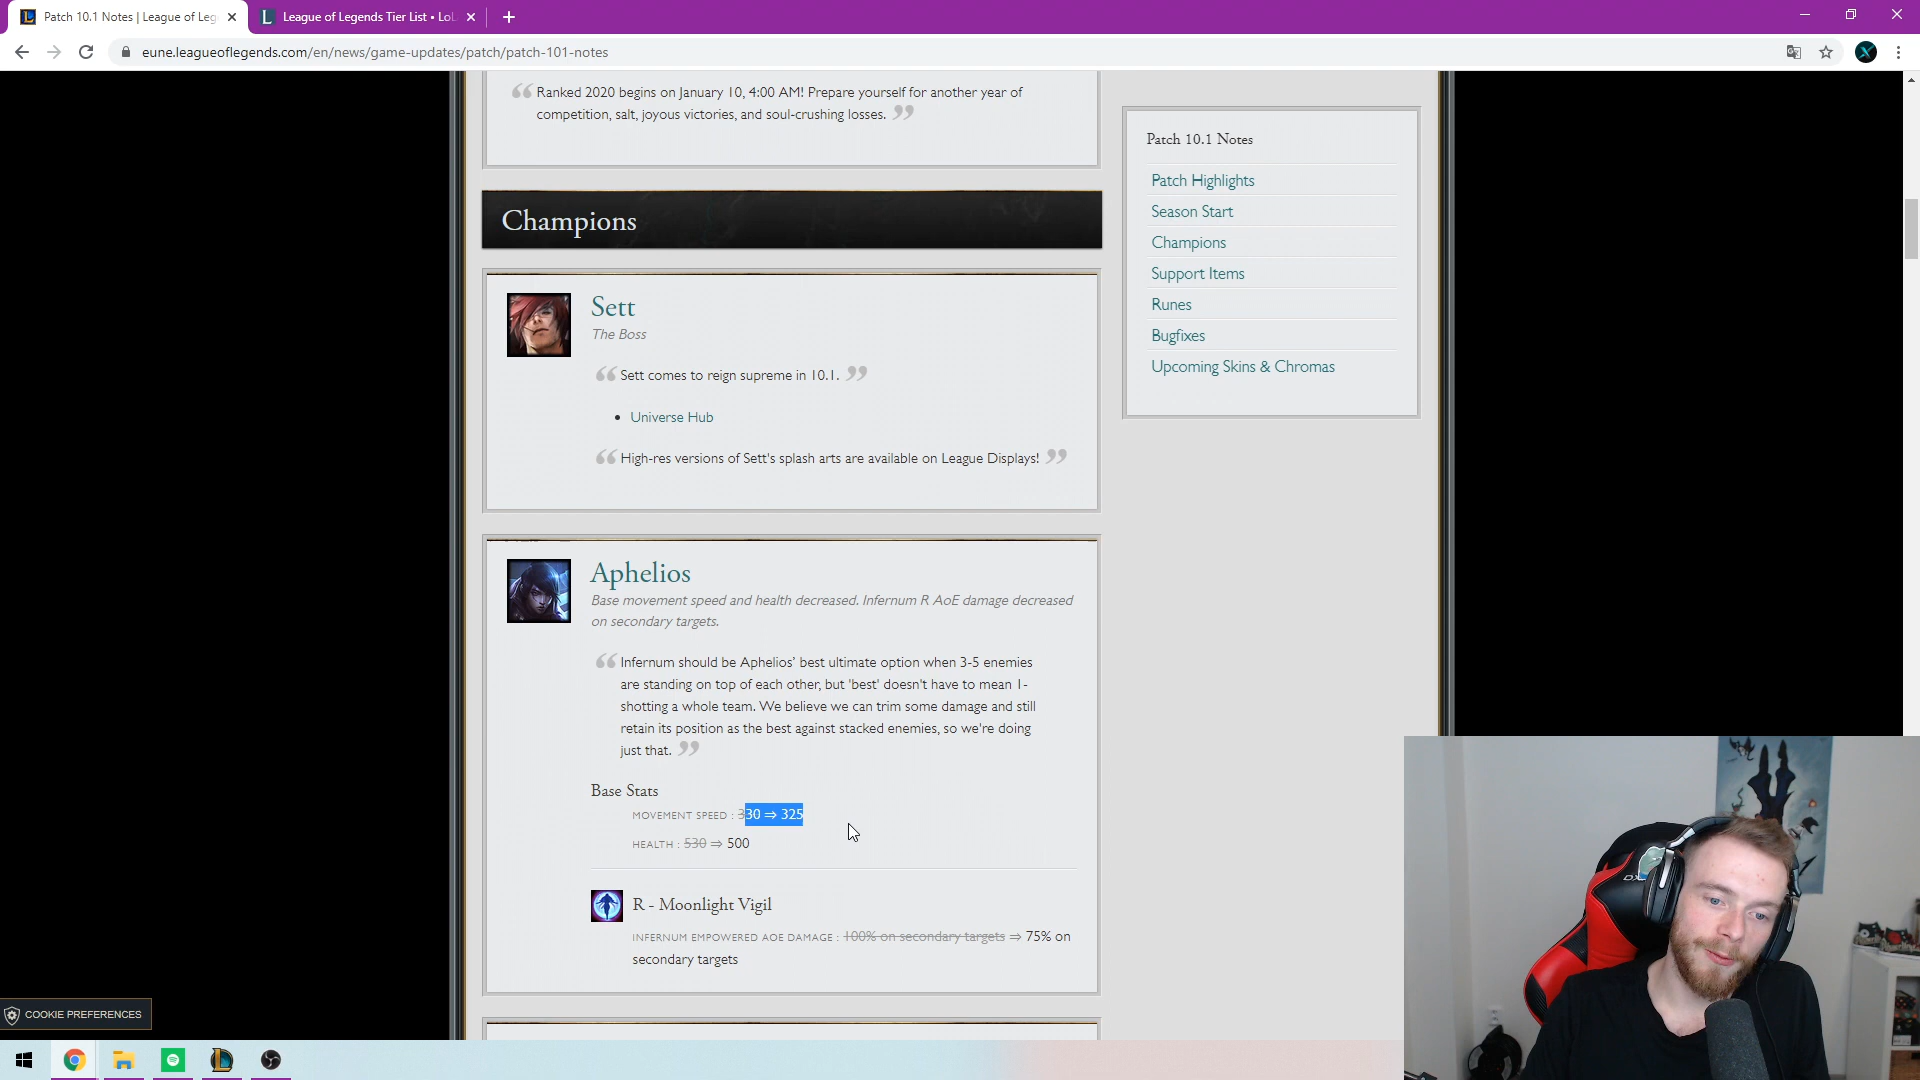 Patch 10.1 Notes | League of Leg
League of Legends Tier List • LoL
eune.leagueoflegends.com/en/news/game-updates/patch/patch-101-notes
Ranked 2020 begins on January 10, 4:00 AM! Prepare yourself for another year of
competition, salt, joyous victories, and soul-crushing losses.
Champions
Sett
The Boss
Sett comes to reign supreme in 10.1.
Universe Hub
High-res versions of Sett's splash arts are available on League Displays!
Aphelios
Base movement speed and health decreased. Infernum R AoE damage decreased
on secondary targets.
Infernum should be Aphelios’ best ultimate option when 3-5 enemies
are standing on top of each other, but 'best' doesn't have to mean 1-
shotting a whole team. We believe we can trim some damage and still
retain its position as the best against stacked enemies, so we're doing
just that.
Base Stats
MOVEMENT SPEED : 330 ⇒ 325
HEALTH : 530 ⇒ 500
R - Moonlight Vigil
INFERNUM EMPOWERED AOE DAMAGE : 100% on secondary targets ⇒ 75% on
secondary targets
Patch 10.1 Notes
Patch Highlights
Season Start
Champions
Support Items
Runes
Bugfixes
Upcoming Skins & Chromas
COOKIE PREFERENCES